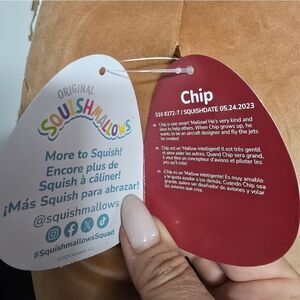 ORIGINAL
SQUISHMALLOWS
More to Squish!
Encore plus de
Squish à câliner!
¡Más Squish para abrazar!
@squishmallows
#SquishmallowsSquad
Chip
S16 #272-7 / SQUISHDATE 05.24.2023
Chip is one smart 'Mallow! He's very kind and
likes to help others. When Chip grows up, he
wants to be an aircraft designer and fly the jets
he creates!
Chip est un 'Mallow intelligent! Il est très gentil
et aime aider les autres. Quand Chip sera grand,
il veut être un concepteur d'avions et piloter les
¡Chip es un 'Mallow inteligente! Es muy amable
y le gusta ayudar a los demás. Cuando Chip sea
grande, quiere ser diseñador de aviones y volar
los aviones que crea.